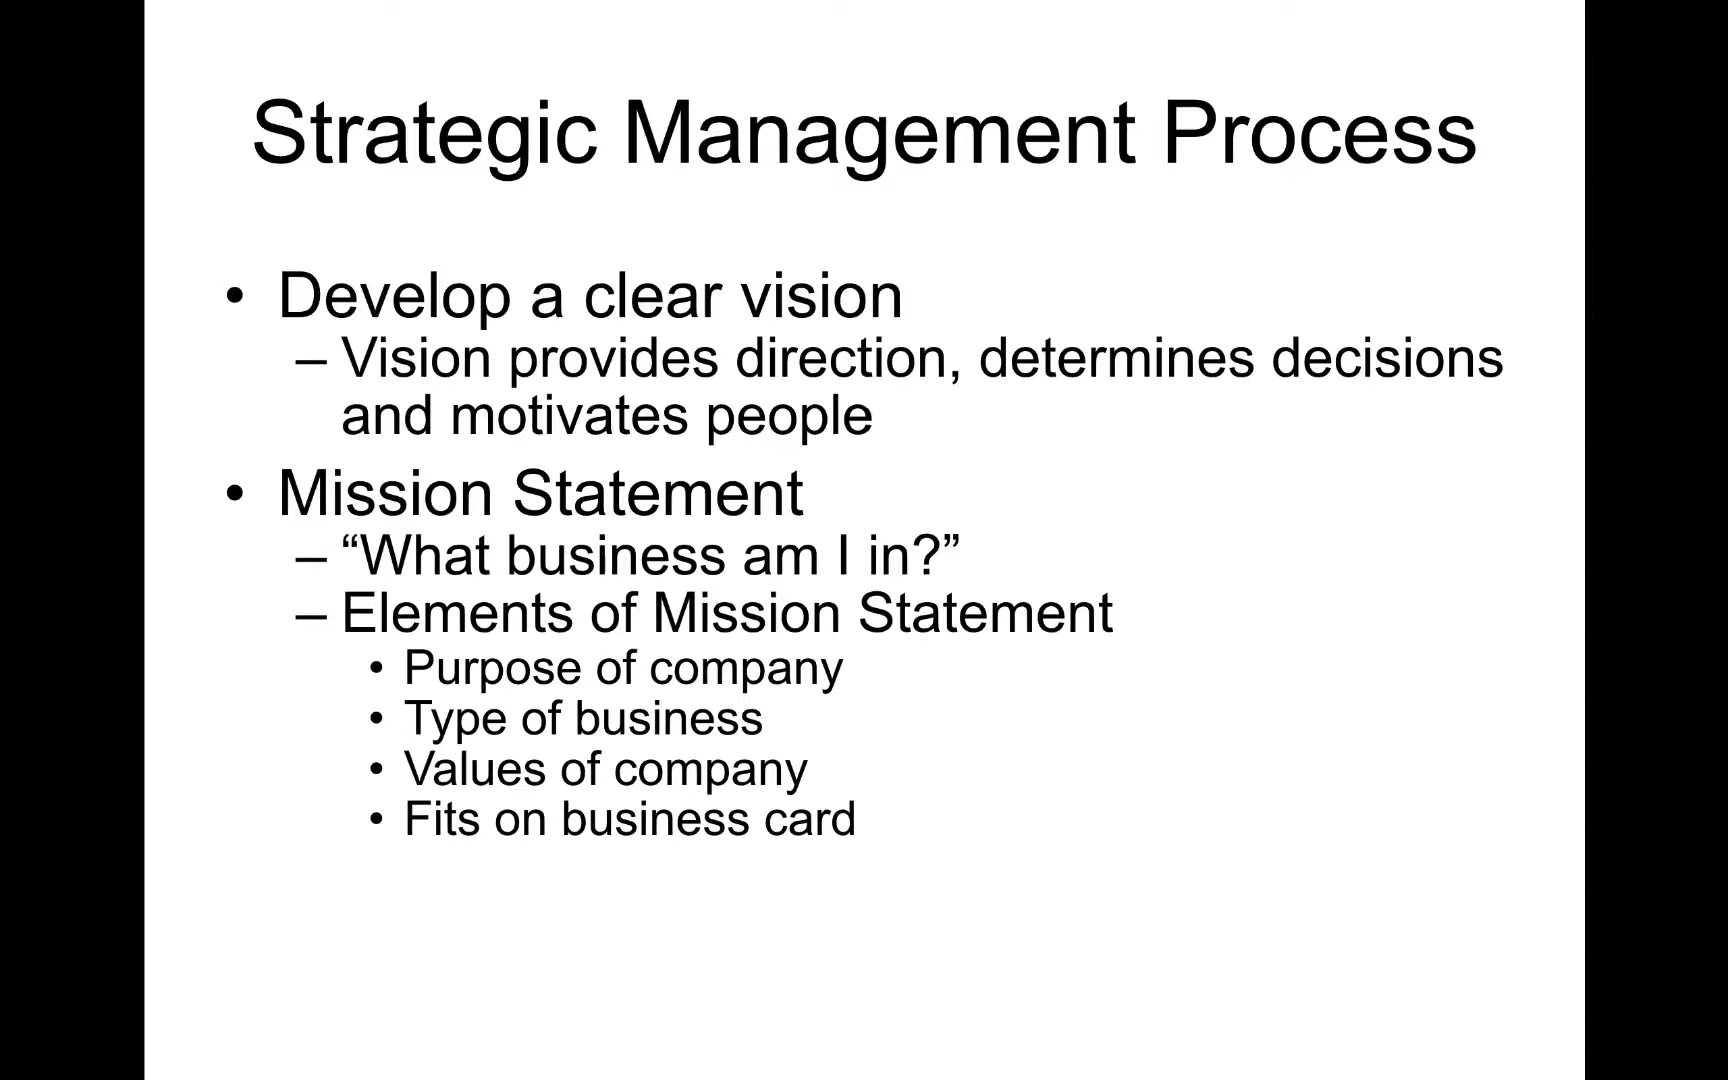 Strategic Management Process
• Develop a clear vision
– Vision provides direction, determines decisions
and motivates people
• Mission Statement
– “What business am I in?”
– Elements of Mission Statement
• Purpose of company
• Type of business
• Values of company
• Fits on business card